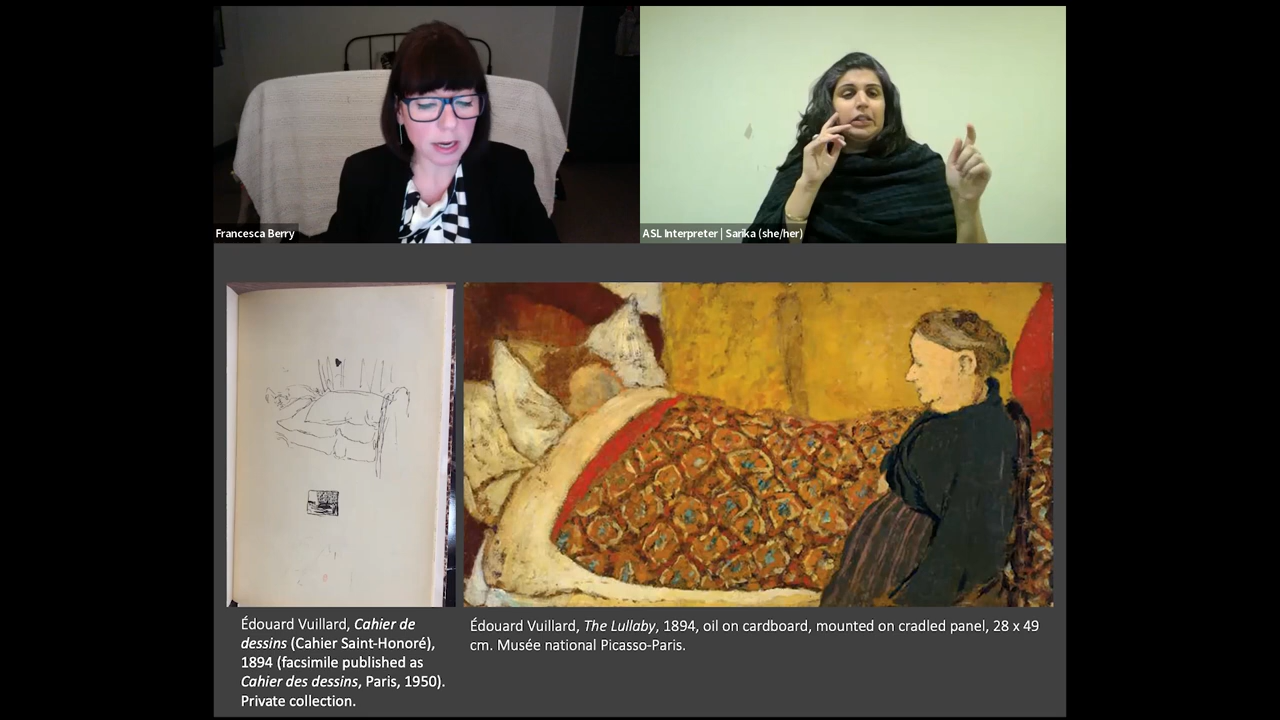 Francesca Berry
ASL Interpreter | Sarika (she/her)
Édouard Vuillard, Cahier de
dessins (Cahier Saint-Honoré),
1894 (facsimile published as
Cahier des dessins, Paris, 1950).
Private collection.
Édouard Vuillard, The Lullaby, 1894, oil on cardboard, mounted on cradled panel, 28 x 49
cm. Musée national Picasso-Paris.